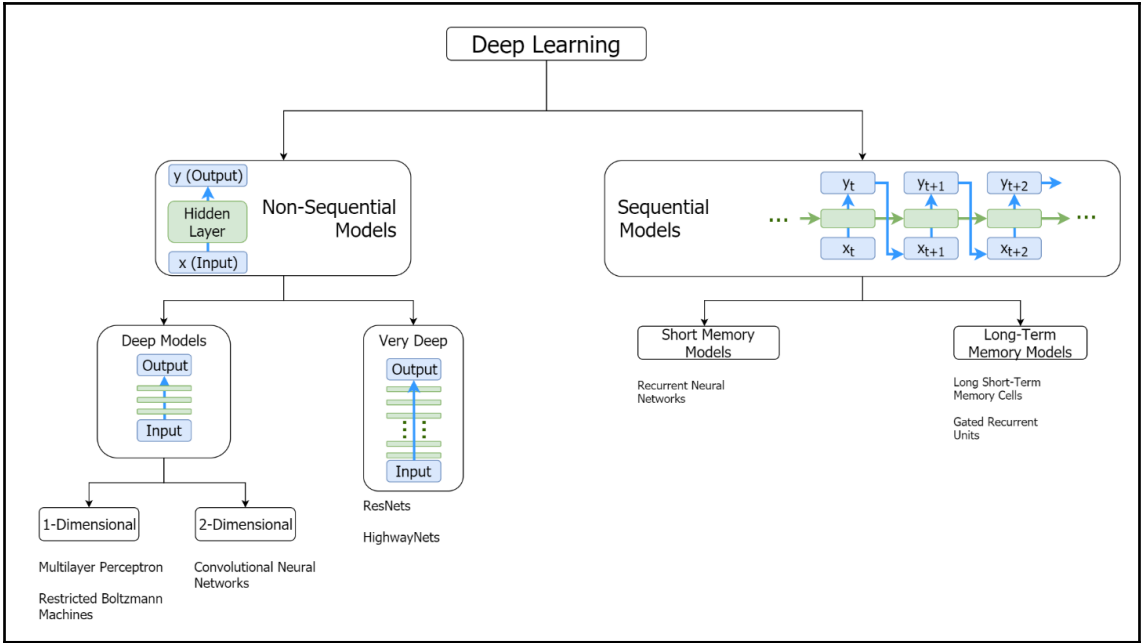 Deep Learning
y (Output)
Hidden
Layer
x (Input)
Non-Sequential
Models
Sequential
Models
...
yt
yt+1
yt+2
xt
xt+1
xt+2
...
Deep Models
Output
Input
Very Deep
Output
Input
Short Memory
Models
Recurrent Neural
Networks
Long-Term
Memory Models
Long Short-Term
Memory Cells
Gated Recurrent
Units
1-Dimensional
Multilayer Perceptron
Restricted Boltzmann
Machines
2-Dimensional
Convolutional Neural
Networks
ResNets
HighwayNets